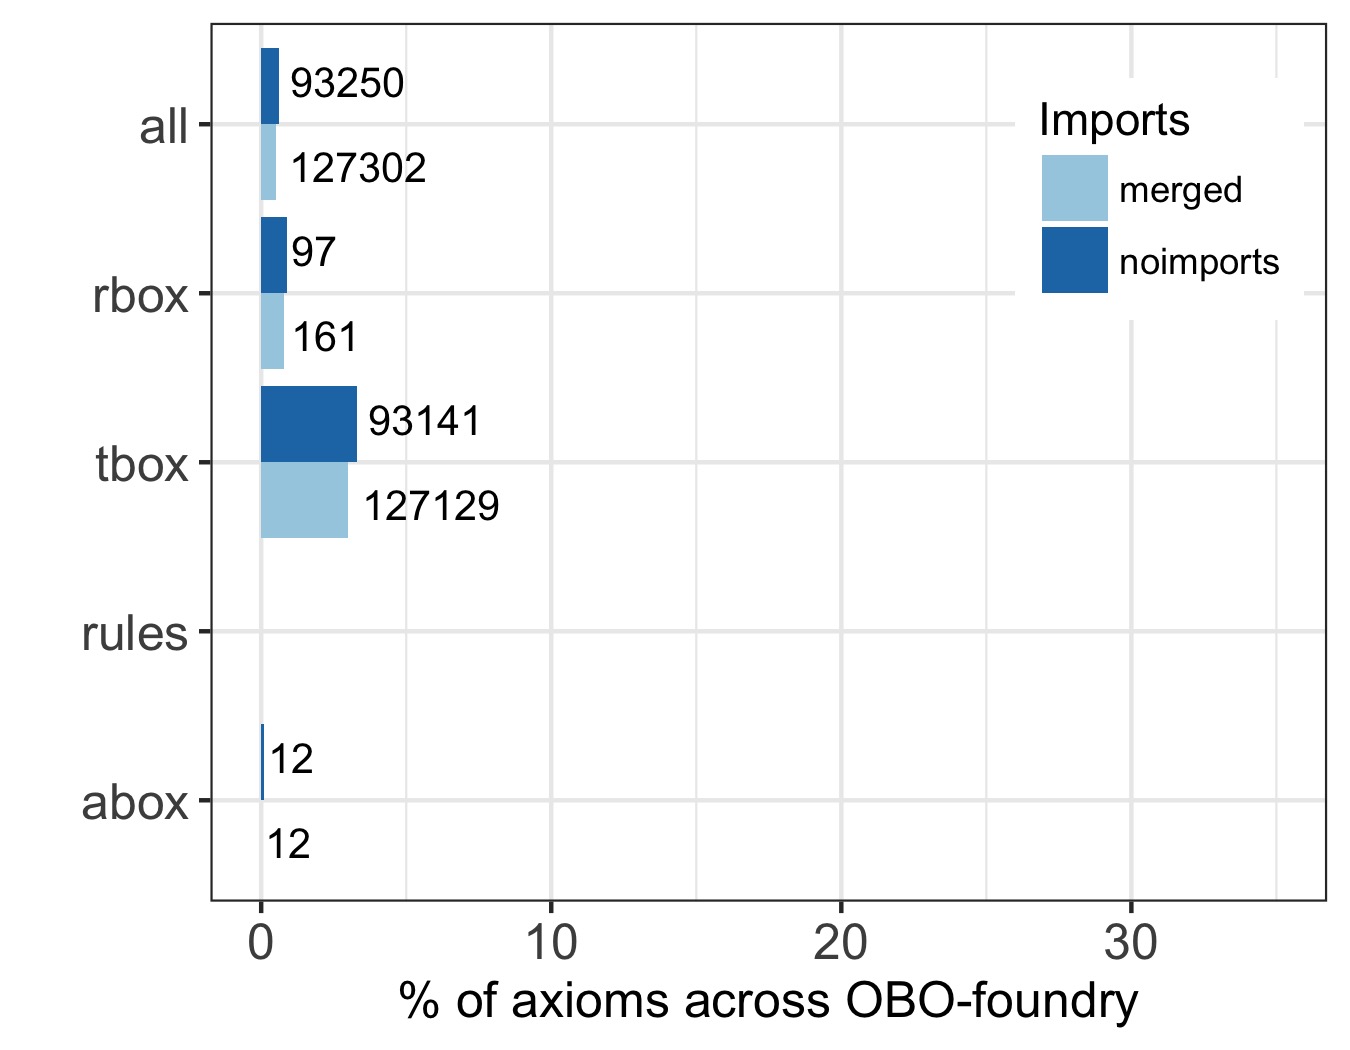 93250
all
127302
97
rbox
161
93141
tbox
127129
rules
12
abox
12
Imports
merged
noimports
0 10 20 30
% of axioms across OBO-foundry